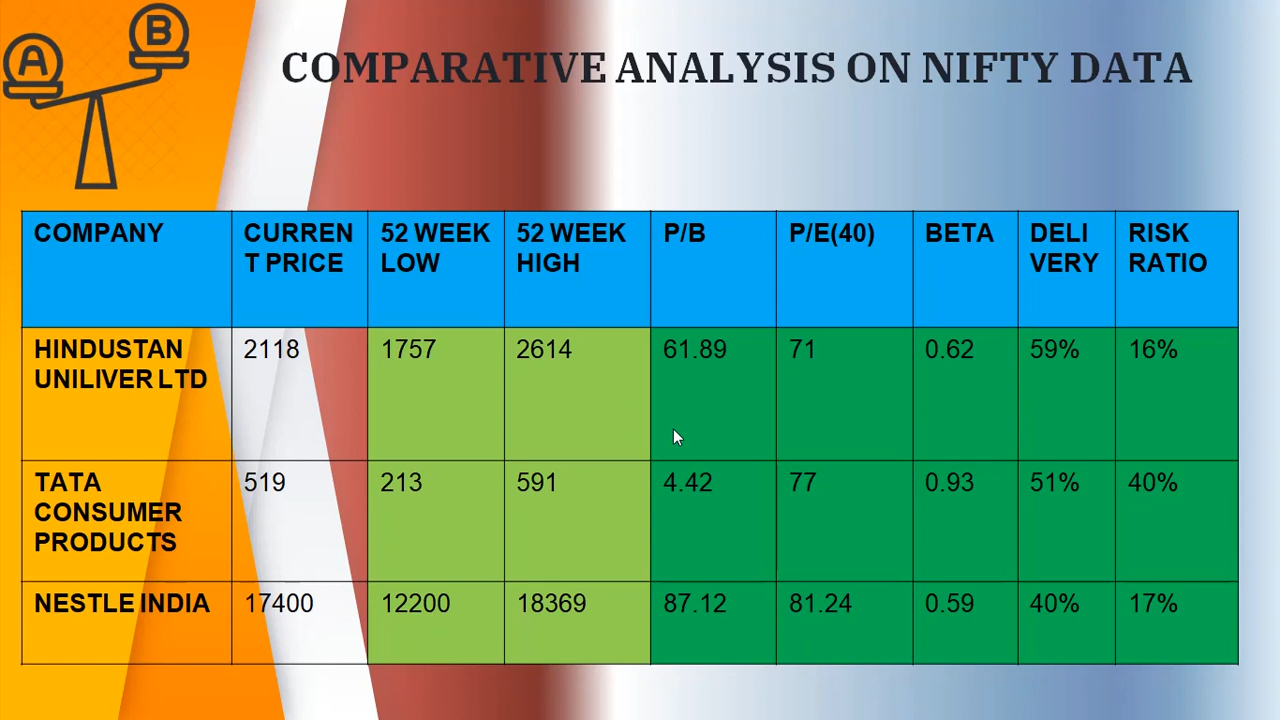 A
B
COMPARATIVE ANALYSIS ON NIFTY DATA
COMPANY
CURREN
T PRICE
52 WEEK
LOW
52 WEEK
HIGH
P/B
P/E(40)
BETA
DELI
VERY
RISK
RATIO
HINDUSTAN
UNILIVER LTD
2118
1757
2614
61.89
71
0.62
59%
16%
TATA
CONSUMER
PRODUCTS
519
213
591
4.42
77
0.93
51%
40%
NESTLE INDIA
17400
12200
18369
87.12
81.24
0.59
40%
17%